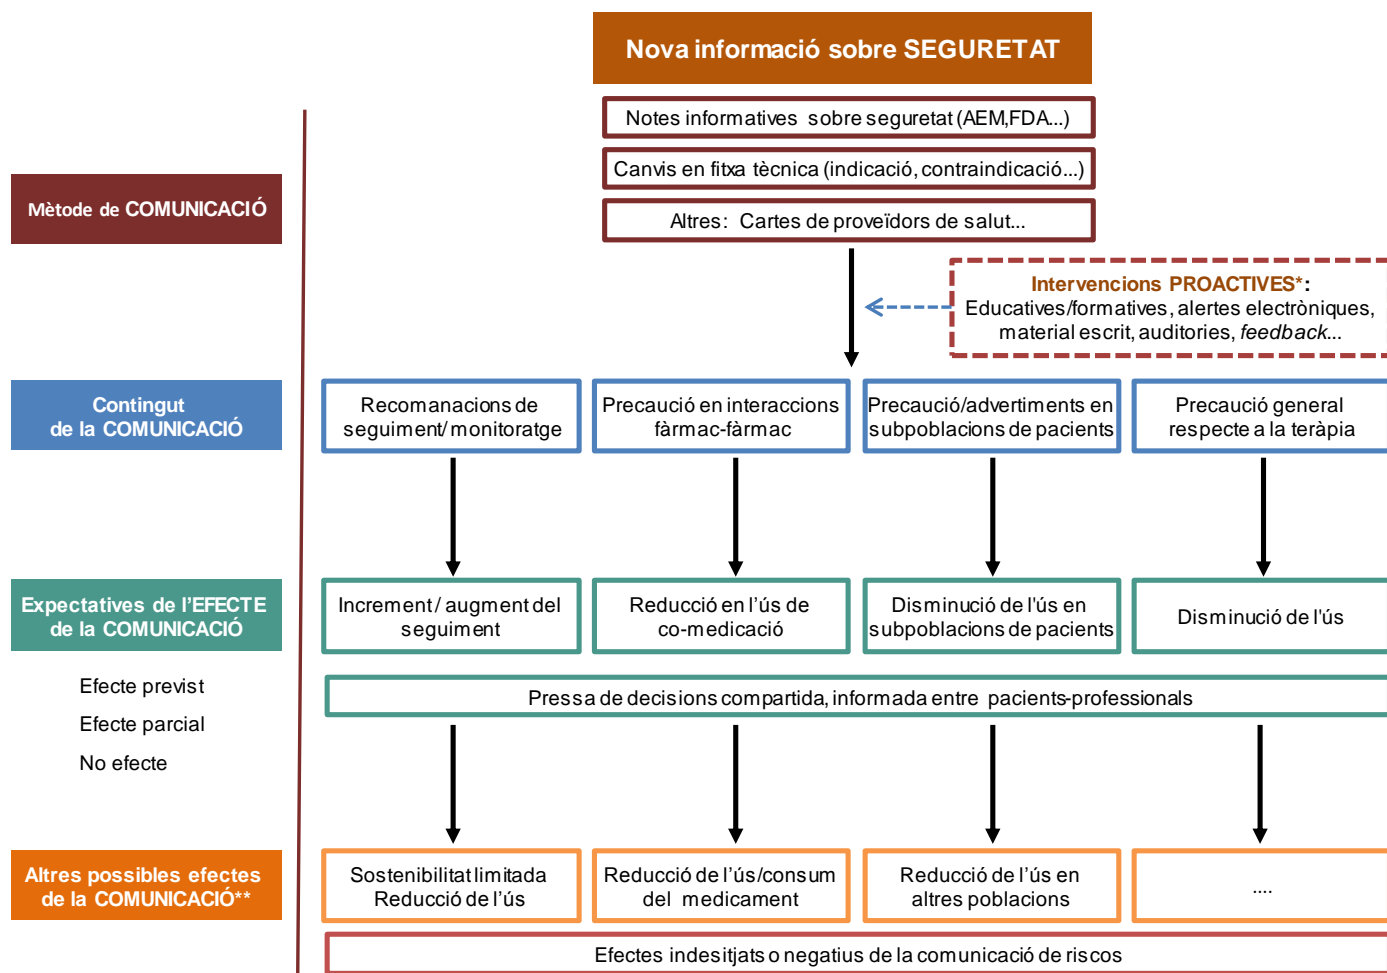 Nova informació sobre SEGURETAT
Notes informatives sobre seguretat (AEM,FDA...)
Canvis en fitxa tècnica (indicació, contraindicació...)
Altres: Cartes de proveïdors de salut...
Mètode de COMUNICACIÓ
Intervencions PROACTIVES*:
Educatives/formatives, alertes electròniques,
material escrit, auditories, feedback...
Contingut
de la COMUNICACIÓ
Recomanacions de
seguiment/monitoratge
Precaució en interaccions
fàrmac-fàrmac
Precaució/advertiments en
subpoblacions de pacients
Precaució general
respecte a la teràpia
Expectatives de l'EFECTE
de la COMUNICACIÓ
Increment / augment del
seguiment
Reducció en l'ús de
co-medicació
Disminució de l'ús en
subpoblacions de pacients
Disminució de l'ús
Efecte previst
Efecte parcial
No efecte
Pressa de decisions compartida, informada entre pacients-professionals
Altres possibles efectes
de la COMUNICACIÓ**
Sostenibilitat limitada
Reducció de l'ús
Reducció de l'ús/consum
del medicament
Reducció de l'ús en
altres poblacions
....
Efectes indesitjats o negatius de la comunicació de riscos